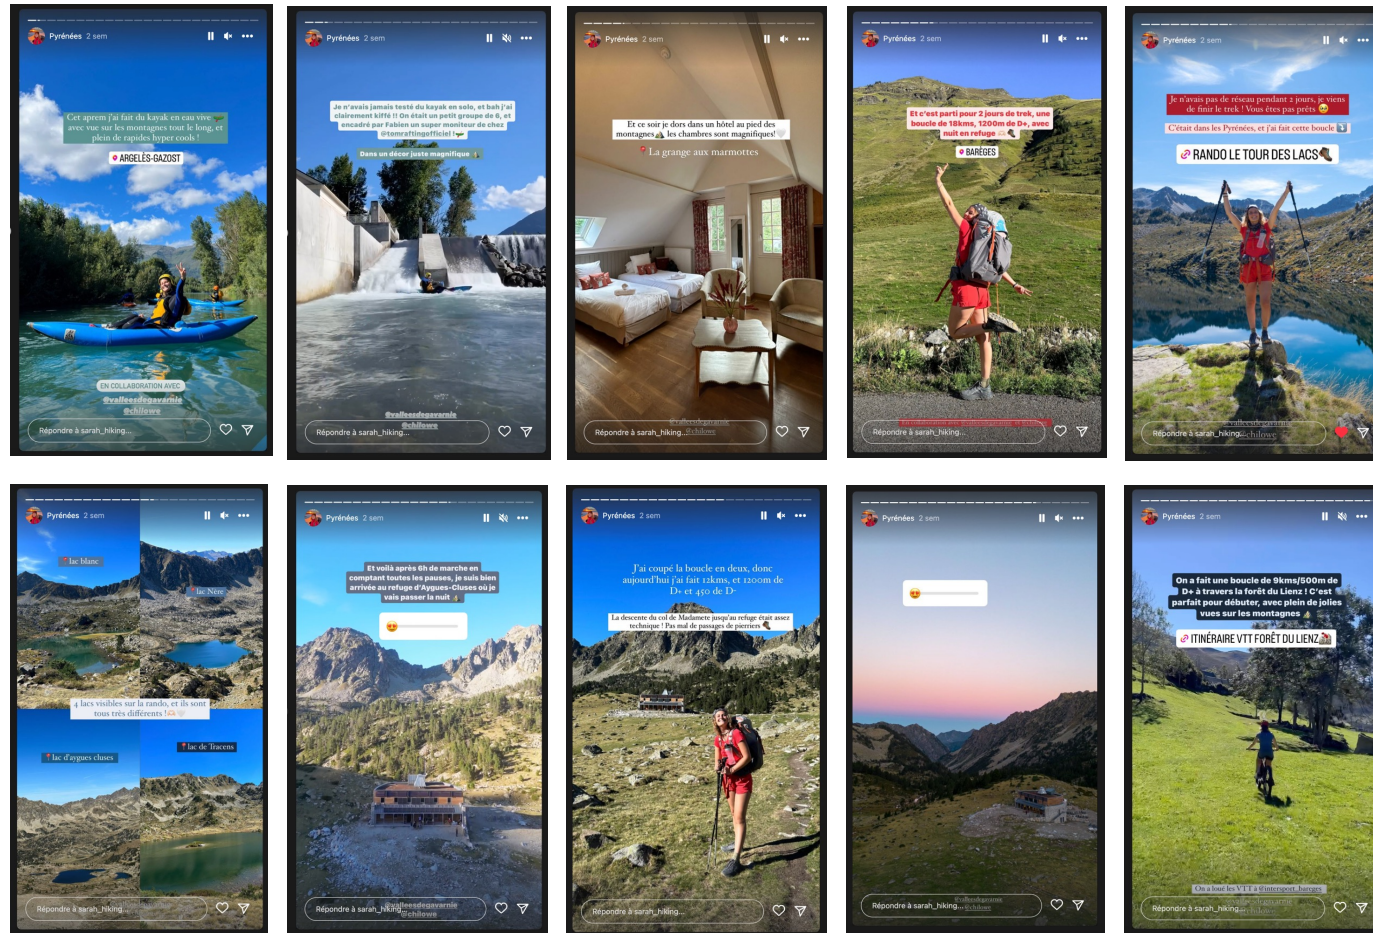 Pyrénées 2 sem
Cet aprem j'ai fait du kayak en eau vive
avec vue sur les montagnes tout le long, et
plein de rapides hyper cools !
ARGELÈS-GAZOST
EN COLLABORATION AVEC
@valleesdegavarnie
@chilowe
Répondre à sarah_hiking...
Pyrénées 2 sem
Je n'avais jamais testé du kayak en solo, et bah j'ai
clairement kiffé !! On était un petit groupe de 6, et
encadré par Fabien un super moniteur de chez
@tomraftingofficiel !
Dans un décor juste magnifique
@valleesdegavarnie
@chilowe
Répondre à sarah_hiking...
Pyrénées 2 sem
Et ce soir je dors dans un hôtel au pied des
montagnes, les chambres sont magnifiques!
La grange aux marmottes
@valleesdegavarnie
@chilowe
Répondre à sarah_hiking...
Pyrénées 2 sem
Et c'est parti pour 2 jours de trek, une
boucle de 18kms, 1200m de D+, avec
nuit en refuge
BARÈGES
En collaboration avec @valleesdegavarnie et @chilowe
Répondre à sarah_hiking...
Pyrénées 2 sem
Je n'avais pas de réseau pendant 2 jours, je viens
de finir le trek ! Vous êtes pas prêts
C'était dans les Pyrénées, et j'ai fait cette boucle
RANDO LE TOUR DES LACS
@valleesdegavarnie
@chilowe
Répondre à sarah_hiking...
Pyrénées 2 sem
lac blanc
lac Nère
4 lacs visibles sur la rando, et ils sont
tous très différents !
lac d'aygues cluses
lac de Tracens
Répondre à sarah_hiking...
Pyrénées 2 sem
Et voilà après 6h de marche en
comptant toutes les pauses, je suis bien
arrivée au refuge d'Aygues-Cluses où je
vais passer la nuit
@valleesdegavarnie
@chilowe
Répondre à sarah_hiking...
Pyrénées 2 sem
J'ai coupé la boucle en deux, donc
aujourd'hui j'ai fait 12kms, et 1200m de
D+ et 450 de D-
La descente du col de Madamete jusqu'au refuge était assez
technique ! Pas mal de passages de pierriers
Répondre à sarah_hiking...
Pyrénées 2 sem
@valleesdegavarnie
@chilowe
Répondre à sarah_hiking...
Pyrénées 2 sem
On a fait une boucle de 9kms/500m de
D+ à travers la forêt du Lienz ! C'est
parfait pour débuter, avec plein de jolies
vues sur les montagnes
ITINÉRAIRE VTT FORÊT DU LIENZ
On a loué les VTT à @intersport_bareges
@valleesdegavarnie
@chilowe
Répondre à sarah_hiking...